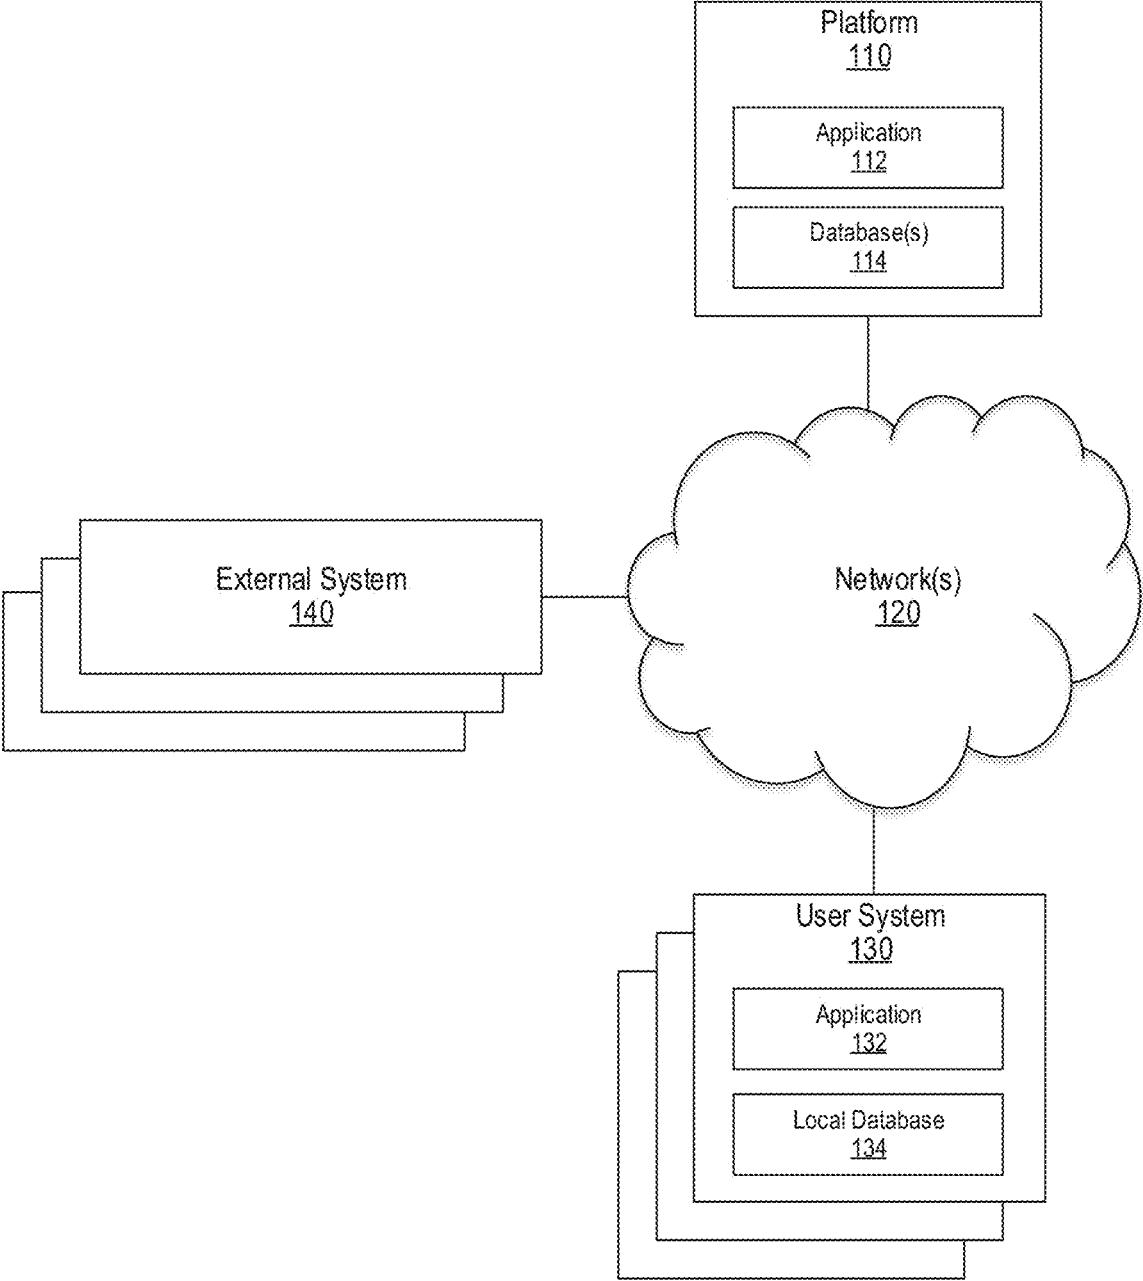 Platform
110
Application
112
Database(s)
114
External System
140
Network(s)
120
User System
130
Application
132
Local Database
134